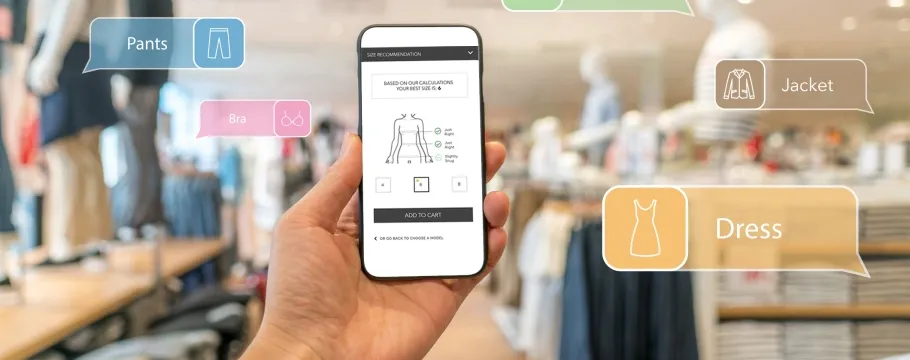 Pants
Bra
Jacket
Dress
SIZE RECOMMENDATION
BASED ON OUR CALCULATIONS
YOUR BEST SIZE IS: 6
Just
Right
Just
Right
Slightly
Snug
4
6
8
ADD TO CART
OR GO BACK TO CHOOSE A MODEL